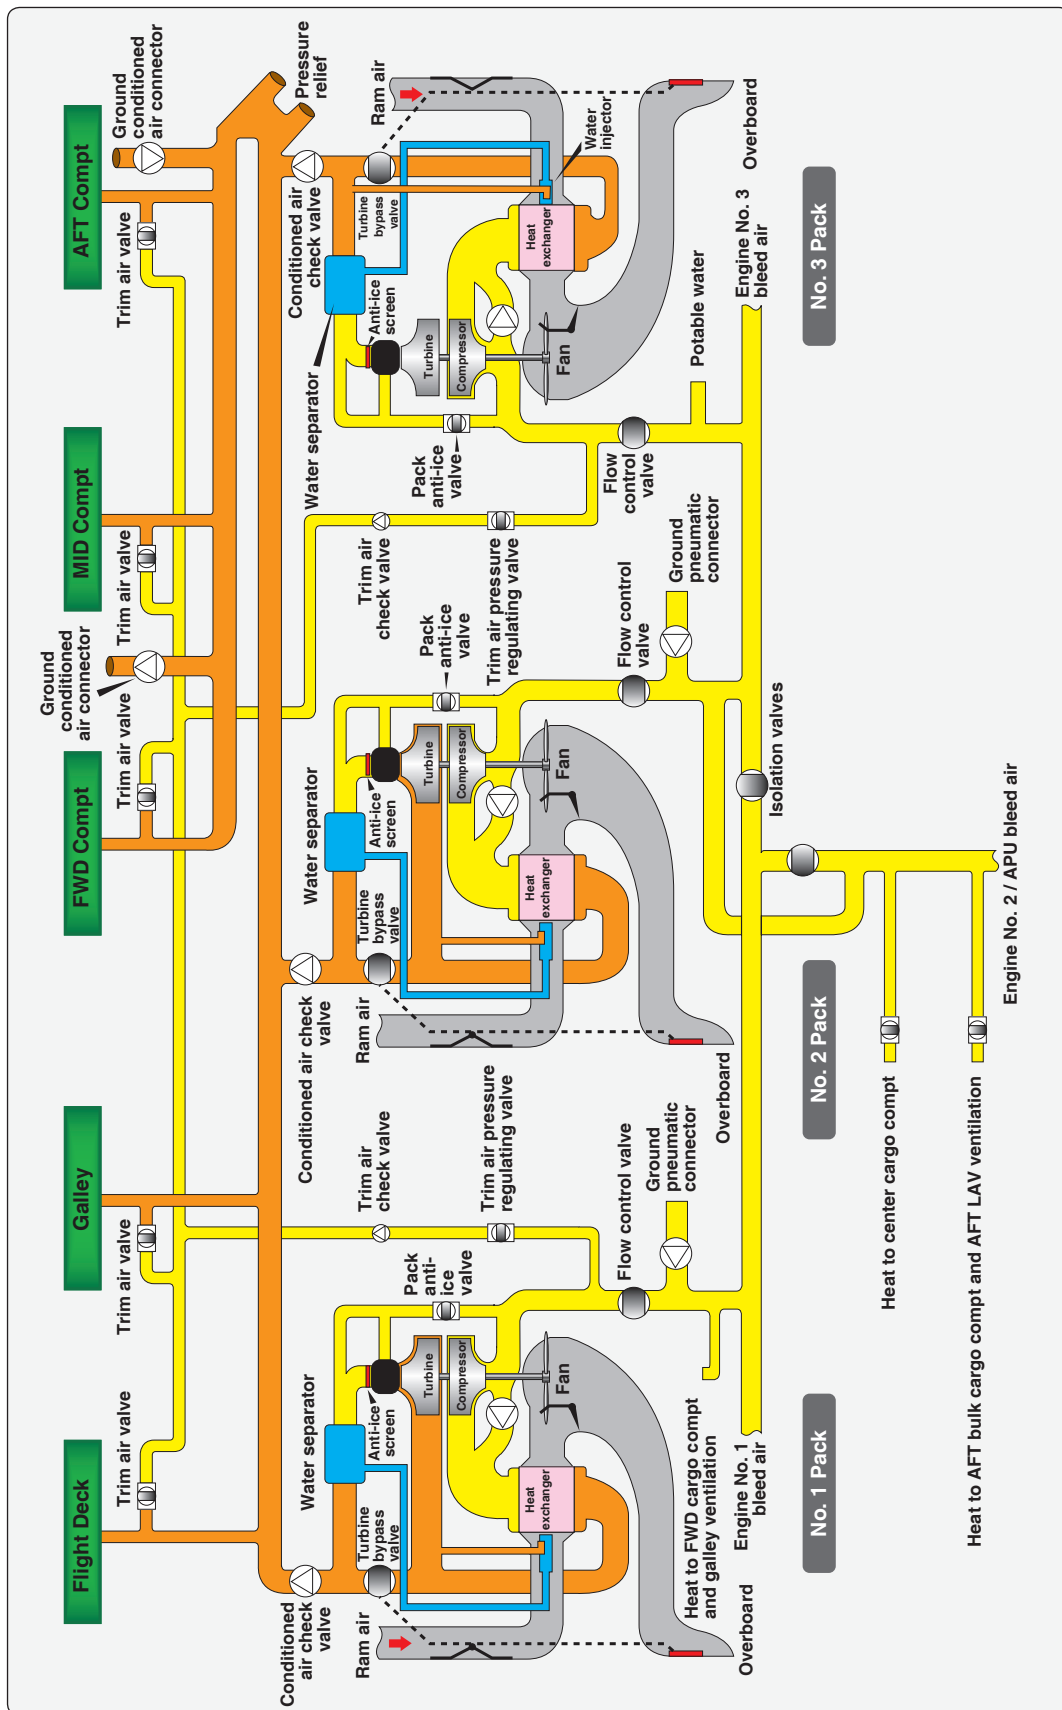 Flight Deck
Galley
FWD Compt
MID Compt
AFT Compt
Trim air valve
Trim air valve
Trim air valve
Trim air valve
Trim air valve
Ground
conditioned
air connector
Ground
conditioned
air connector
Pressure
relief
Conditioned
air check
valve
Water separator
Turbine
bypass
valve
Anti-ice
screen
Ram air
Turbine
Compressor
Heat
exchanger
Fan
Pack
anti-
ice
valve
Trim air
check valve
Trim air pressure
regulating valve
Flow control valve
Ground
pneumatic
connector
Overboard
Heat to FWD cargo compt
and galley ventilation
Engine No. 1
bleed air
No. 1 Pack
Conditioned air check
valve
Water separator
Turbine
bypass
valve
Anti-ice
screen
Ram air
Turbine
Compressor
Heat
exchanger
Fan
Pack
anti-ice
valve
Trim air
check valve
Trim air pressure
regulating valve
Flow control
valve
Ground
pneumatic
connector
Overboard
Isolation valves
No. 2 Pack
Conditioned air
check valve
Water separator
Turbine
bypass
valve
Anti-ice
screen
Ram air
Turbine
Compressor
Heat
exchanger
Water
injector
Fan
Pack
anti-ice
valve
Flow
control
valve
Potable water
Overboard
Engine No. 3
bleed air
No. 3 Pack
Heat to center cargo compt
Heat to AFT bulk cargo compt and AFT LAV ventilation
Engine No. 2 / APU bleed air